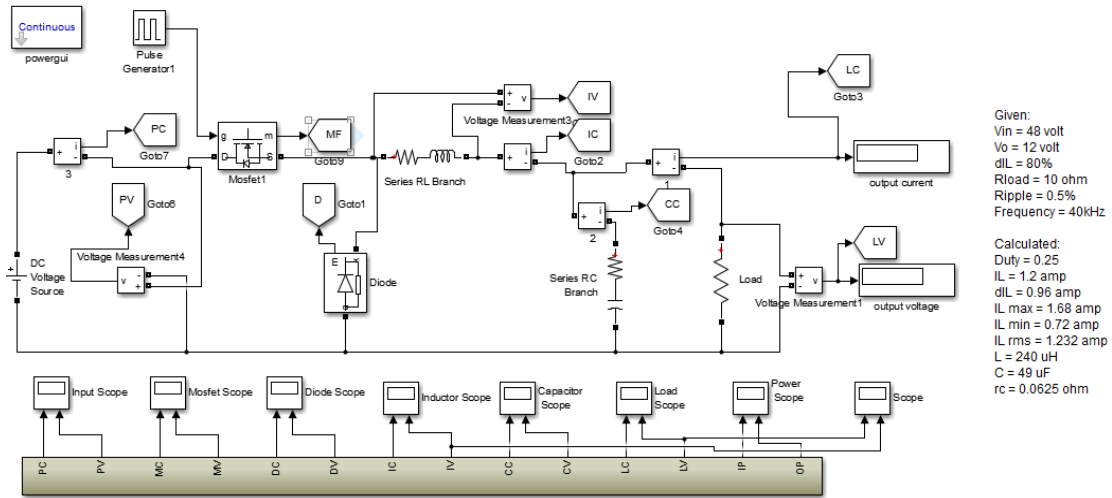 Continuous
powergui
Pulse
Generator1
PC
Goto7
i
+
-
3
PV
Goto6
Voltage Measurement4
v
-
+
DC
Voltage
Source
+
g
m
D
S
Mosfet1
MF
Goto9
D
Goto1
Diode
Series RL Branch
+
-
v
Voltage Measurement3
IV
IC
Goto2
+
i
-
+
i
-
1
+
i
-
2
CC
Goto4
Series RC
Branch
Load
LC
Goto3
output current
LV
+
-
v
Voltage Measurement1
output voltage
Given:
Vin = 48 volt
Vo = 12 volt
dIL = 80%
Rload = 10 ohm
Ripple = 0.5%
Frequency = 40kHz
Calculated:
Duty = 0.25
IL = 1.2 amp
dIL = 0.96 amp
IL max = 1.68 amp
IL min = 0.72 amp
IL rms = 1.232 amp
L = 240 uH
C = 49 uF
rc = 0.0625 ohm
Input Scope
Mosfet Scope
Diode Scope
Inductor Scope
Capacitor
Scope
Load
Scope
Power
Scope
Scope
PC
PV
MC
MV
DC
DV
IC
IV
CC
CV
LC
LV
IP
OP